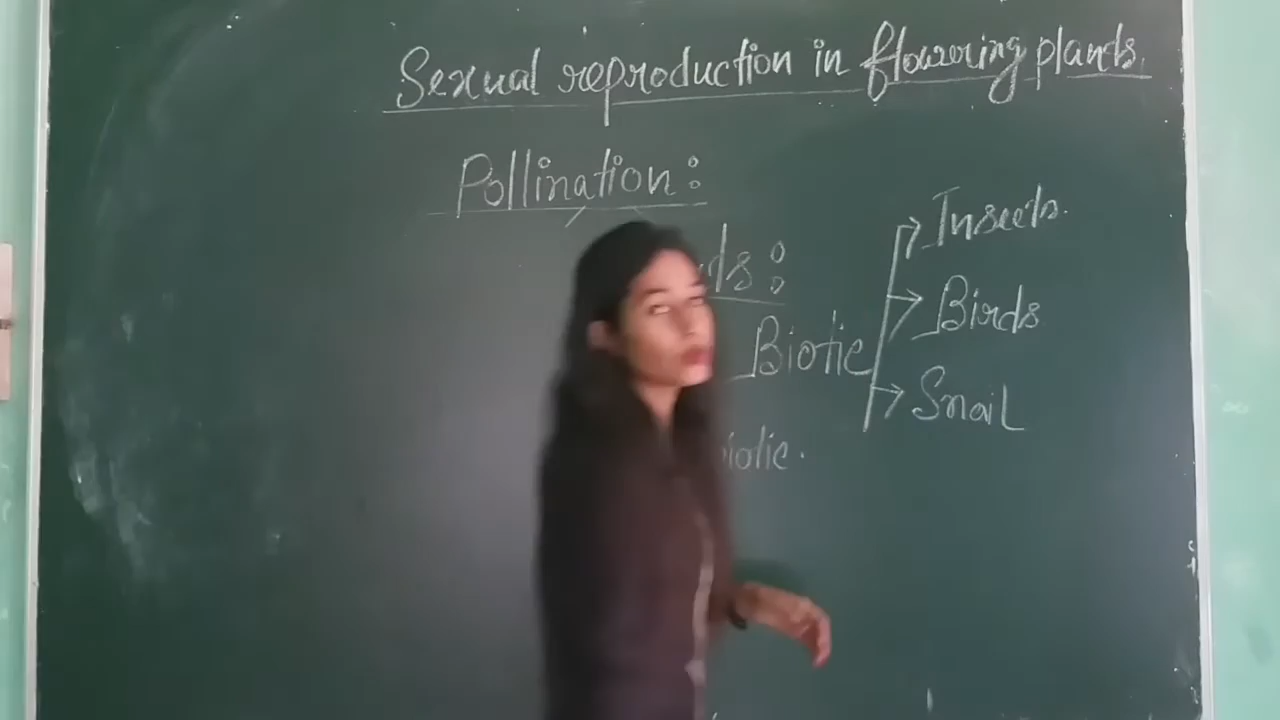 Sexual reproduction in flowering plants
Pollination:
Insects.
Birds
Biotic
Snail